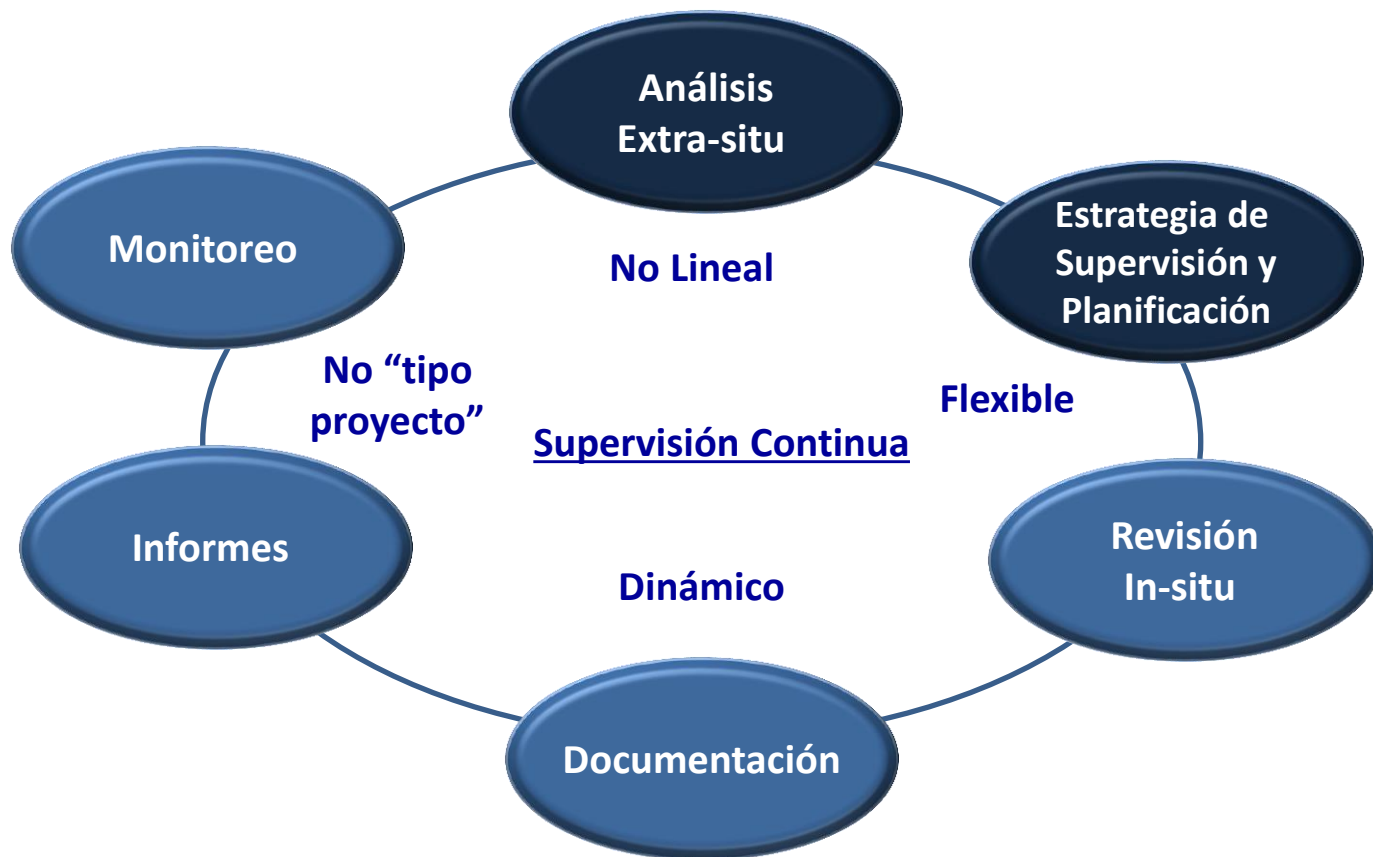 Análisis
Extra-situ
Estrategia de
Supervisión y
Planificación
Monitoreo
No Lineal
No “tipo
proyecto”
Flexible
Supervisión Continua
Informes
Revisión
In-situ
Dinámico
Documentación